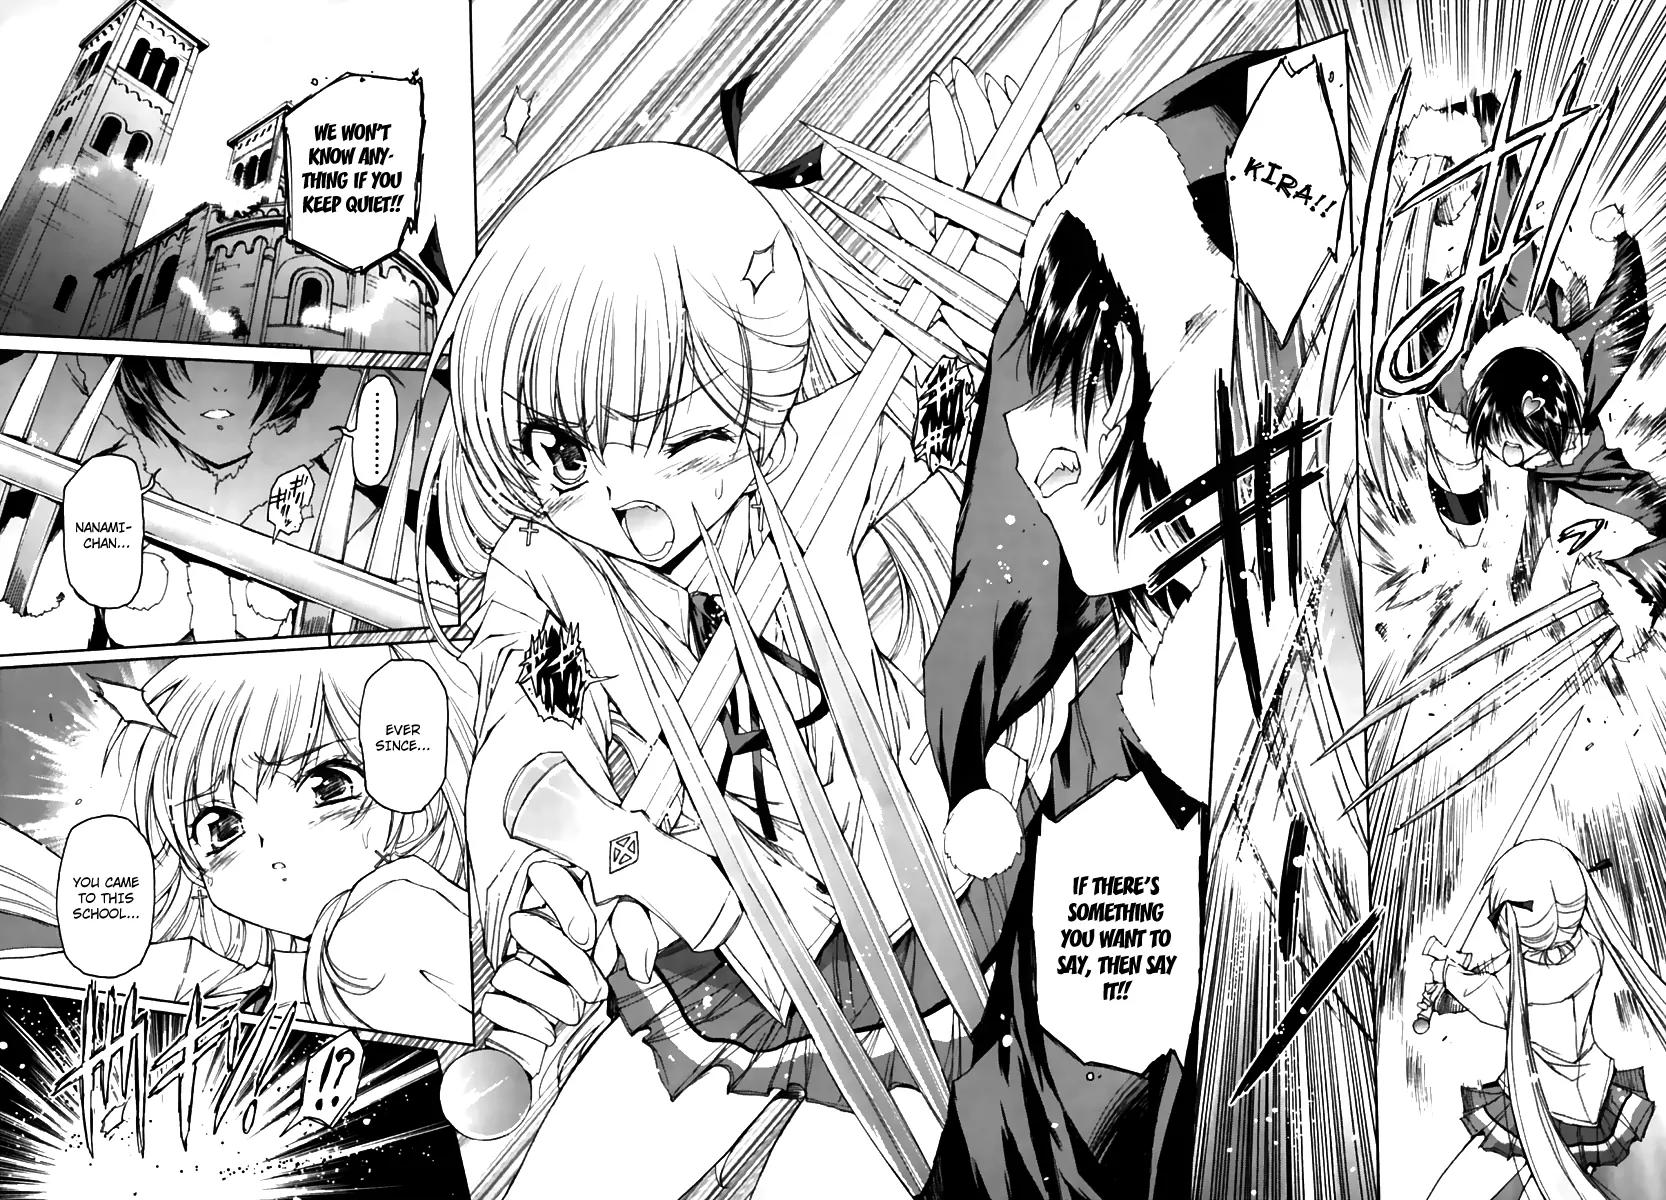 KIRA!!
IF THERE'S
SOMETHING
YOU WANT TO
SAY, THEN SAY
IT!!
WE WON'T
KNOW ANY-
THING IF YOU
KEEP QUIET!!
.........
NANAMI-
CHAN...
EVER
SINCE...
YOU CAME
TO THIS
SCHOOL...
!?